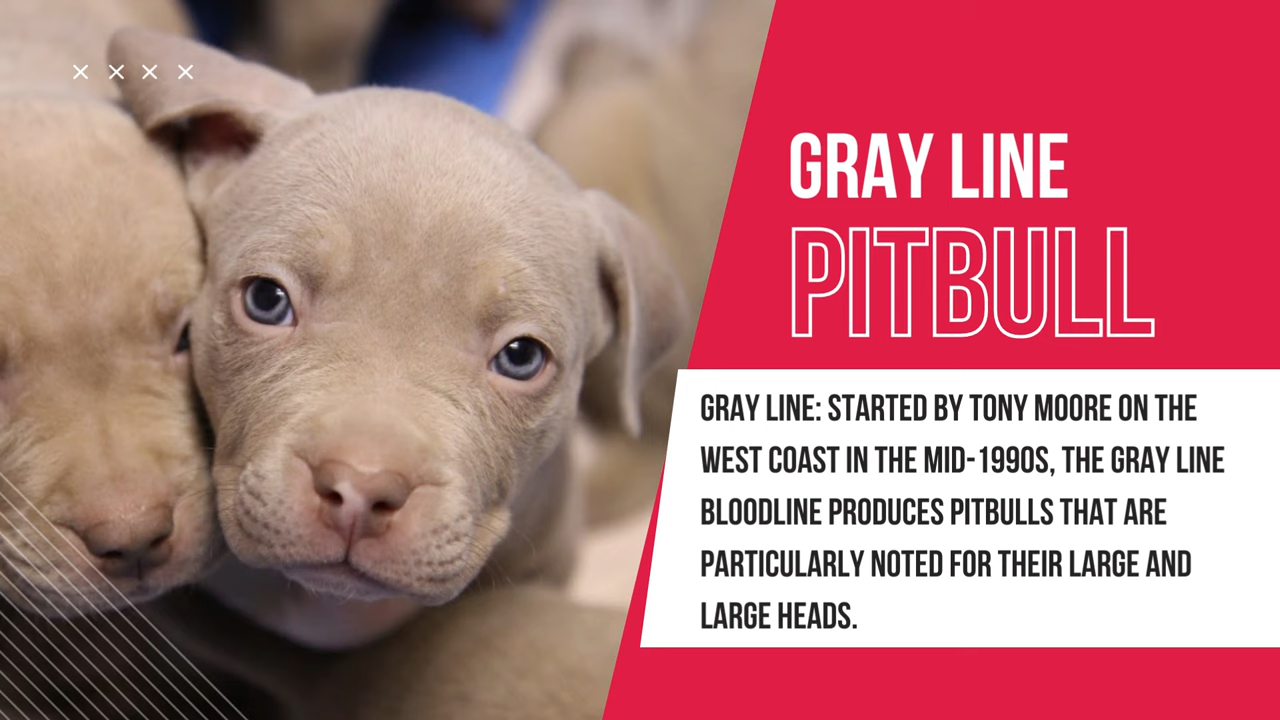 GRAY LINE
PITBULL
GRAY LINE: STARTED BY TONY MOORE ON THE
WEST COAST IN THE MID-1990S, THE GRAY LINE
BLOODLINE PRODUCES PITBULLS THAT ARE
PARTICULARLY NOTED FOR THEIR LARGE AND
LARGE HEADS.